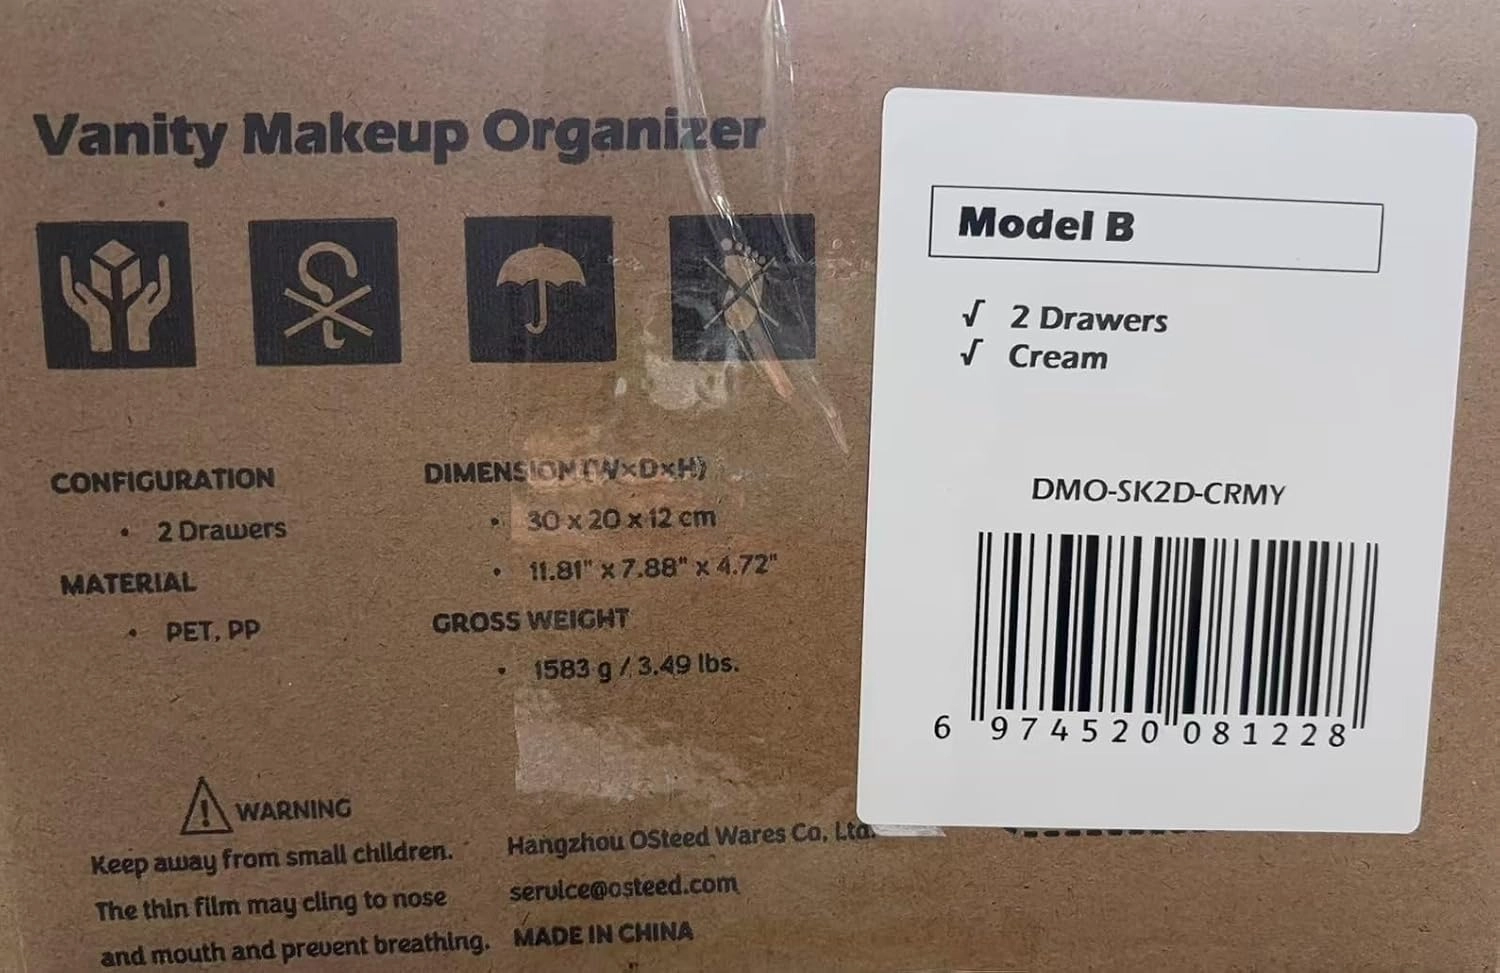 Vanity Makeup Organizer
CONFIGURATION
• 2 Drawers
MATERIAL
• PET, PP
DIMENSION (WxDxH)
• 30 x 20 x 12 cm
• 11.81" x 7.88" x 4.72"
GROSS WEIGHT
• 1583 g / 3.49 lbs.
WARNING
Keep away from small children.
The thin film may cling to nose
and mouth and prevent breathing.
Hangzhou OSteed Wares Co, Ltd.
service@osteed.com
MADE IN CHINA
Model B
√ 2 Drawers
√ Cream
DMO-SK2D-CRMY
6 974520 081228